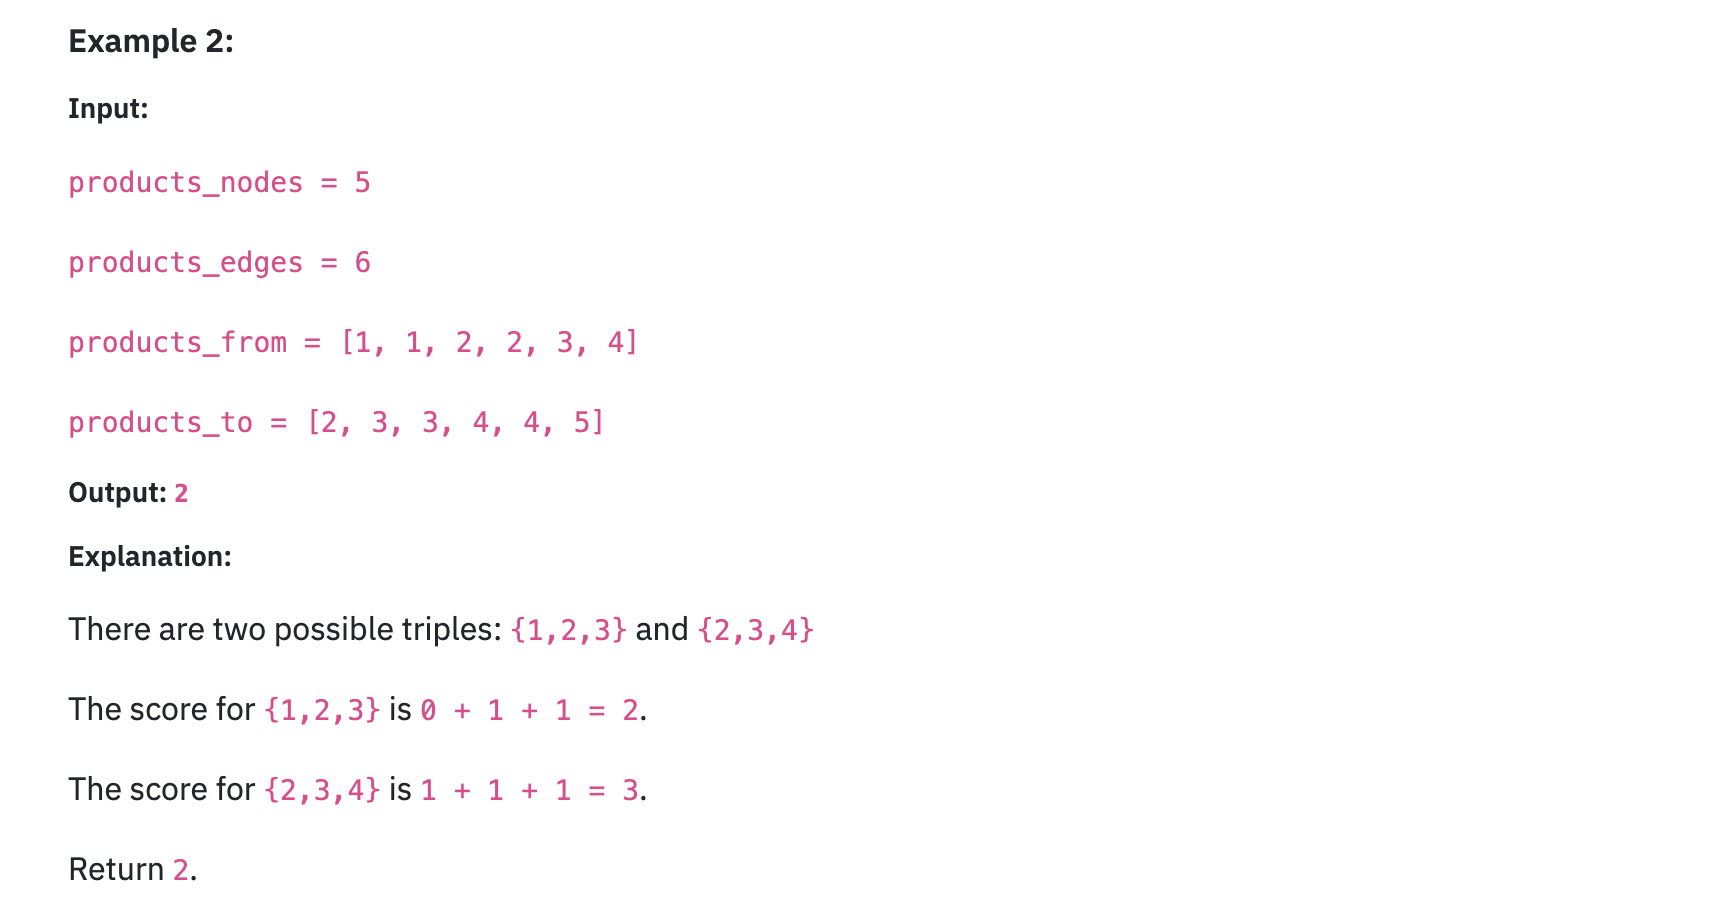 Example 2:
Input:
products_nodes = 5
products_edges = 6
products_from = [1, 1, 2, 2, 3, 4]
products_to = [2, 3, 3, 4, 4, 5]
Output: 2
Explanation:
There are two possible triples: {1,2,3} and {2,3,4}
The score for {1,2,3} is 0 + 1 + 1 = 2.
The score for {2,3,4} is 1 + 1 + 1 = 3.
Return 2.